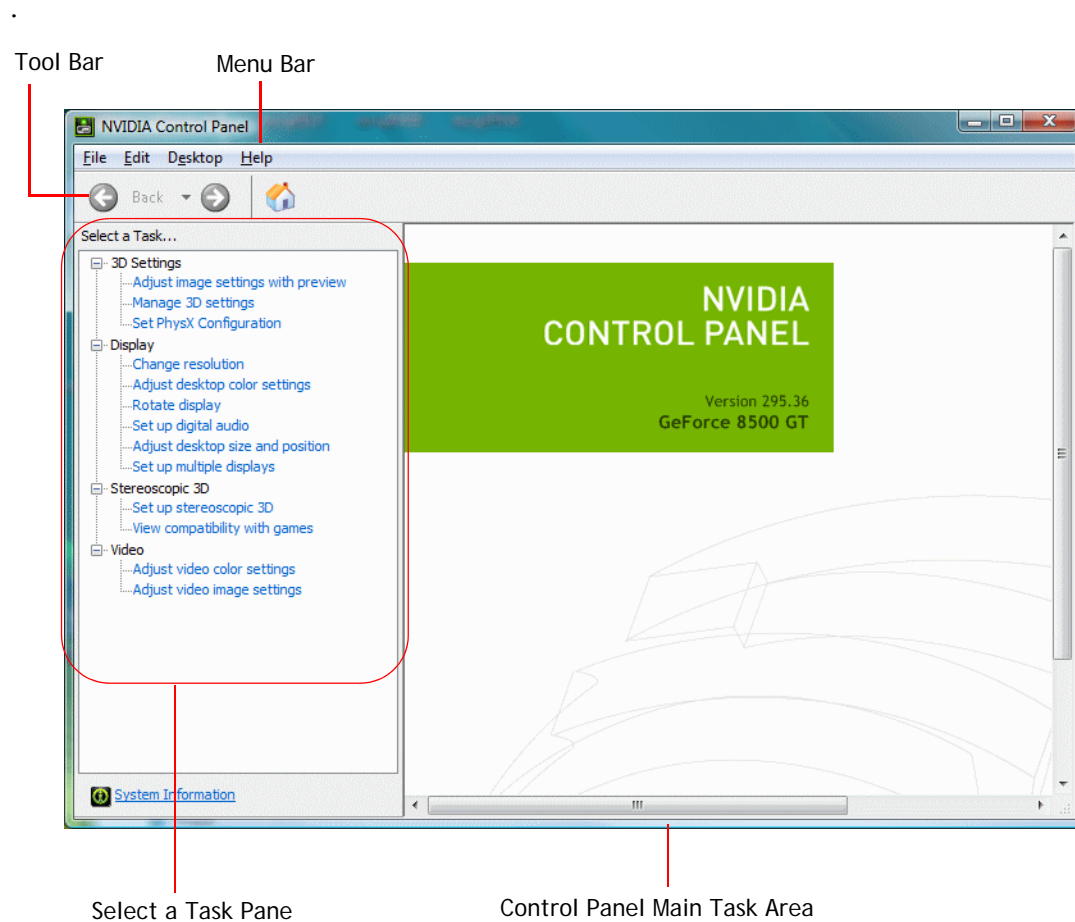 .
Tool Bar
Menu Bar
NVIDIA Control Panel
File Edit Desktop Help
Back
Select a Task...
3D Settings
Adjust image settings with preview
Manage 3D settings
Set PhysX Configuration
Display
Change resolution
Adjust desktop color settings
Rotate display
Set up digital audio
Adjust desktop size and position
Set up multiple displays
Stereoscopic 3D
Set up stereoscopic 3D
View compatibility with games
Video
Adjust video color settings
Adjust video image settings
System Information
NVIDIA
CONTROL PANEL
Version 295.36
GeForce 8500 GT
Select a Task Pane
Control Panel Main Task Area